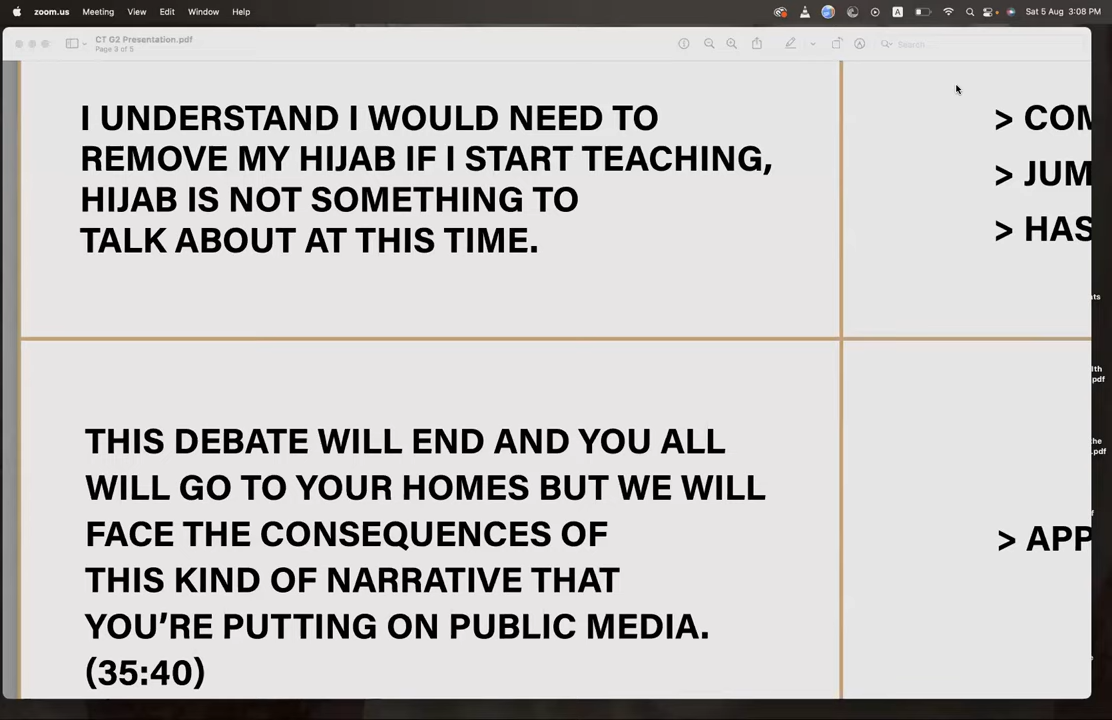 zoom.us Meeting View Edit Window Help
Sat 5 Aug 3:08 PM
CT G2 Presentation.pdf
Page 3 of 5
Search...
I UNDERSTAND I WOULD NEED TO
REMOVE MY HIJAB IF I START TEACHING,
HIJAB IS NOT SOMETHING TO
TALK ABOUT AT THIS TIME.
> COM
> JUM
> HAS
THIS DEBATE WILL END AND YOU ALL
WILL GO TO YOUR HOMES BUT WE WILL
FACE THE CONSEQUENCES OF
THIS KIND OF NARRATIVE THAT
YOU’RE PUTTING ON PUBLIC MEDIA.
(35:40)
> APP